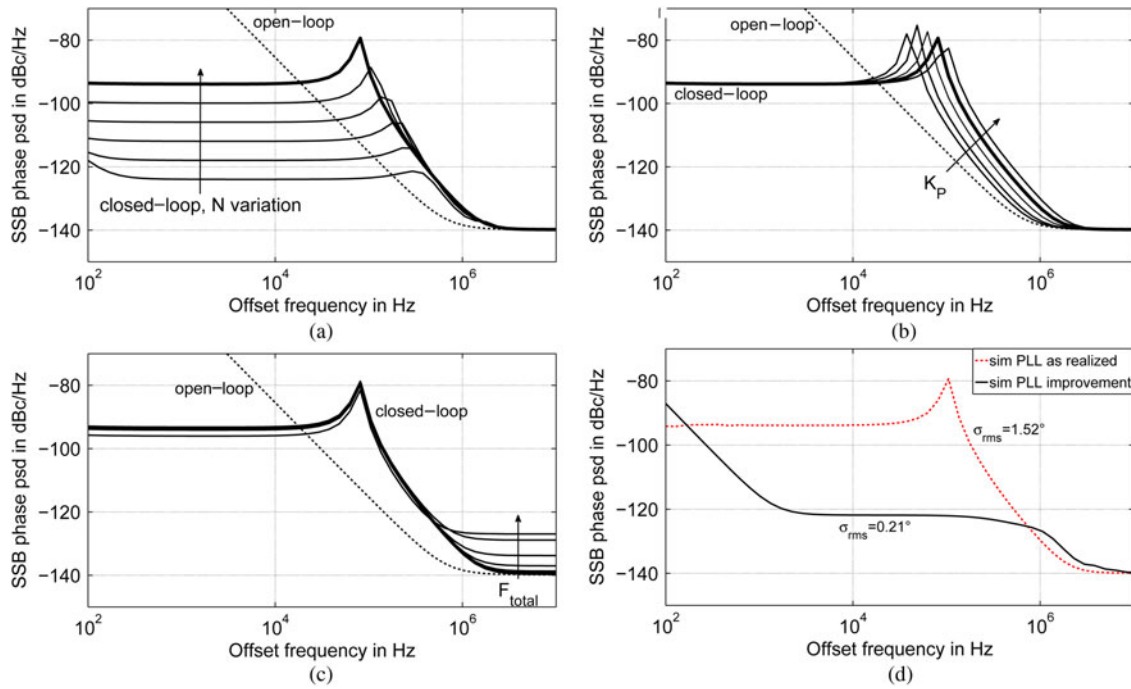 SSB phase psd in dBc/Hz
−80
−100
−120
−140
open−loop
closed−loop, N variation
10^2
10^4
10^6
Offset frequency in Hz
(a)
SSB phase psd in dBc/Hz
−80
−100
−120
−140
open−loop
closed−loop
K_P
10^2
10^4
10^6
Offset frequency in Hz
(b)
SSB phase psd in dBc/Hz
−80
−100
−120
−140
open−loop
closed−loop
F_total
10^2
10^4
10^6
Offset frequency in Hz
(c)
SSB phase psd in dBc/Hz
−80
−100
−120
−140
sim PLL as realized
sim PLL improvement
σ_rms=1.52°
σ_rms=0.21°
10^2
10^4
10^6
Offset frequency in Hz
(d)